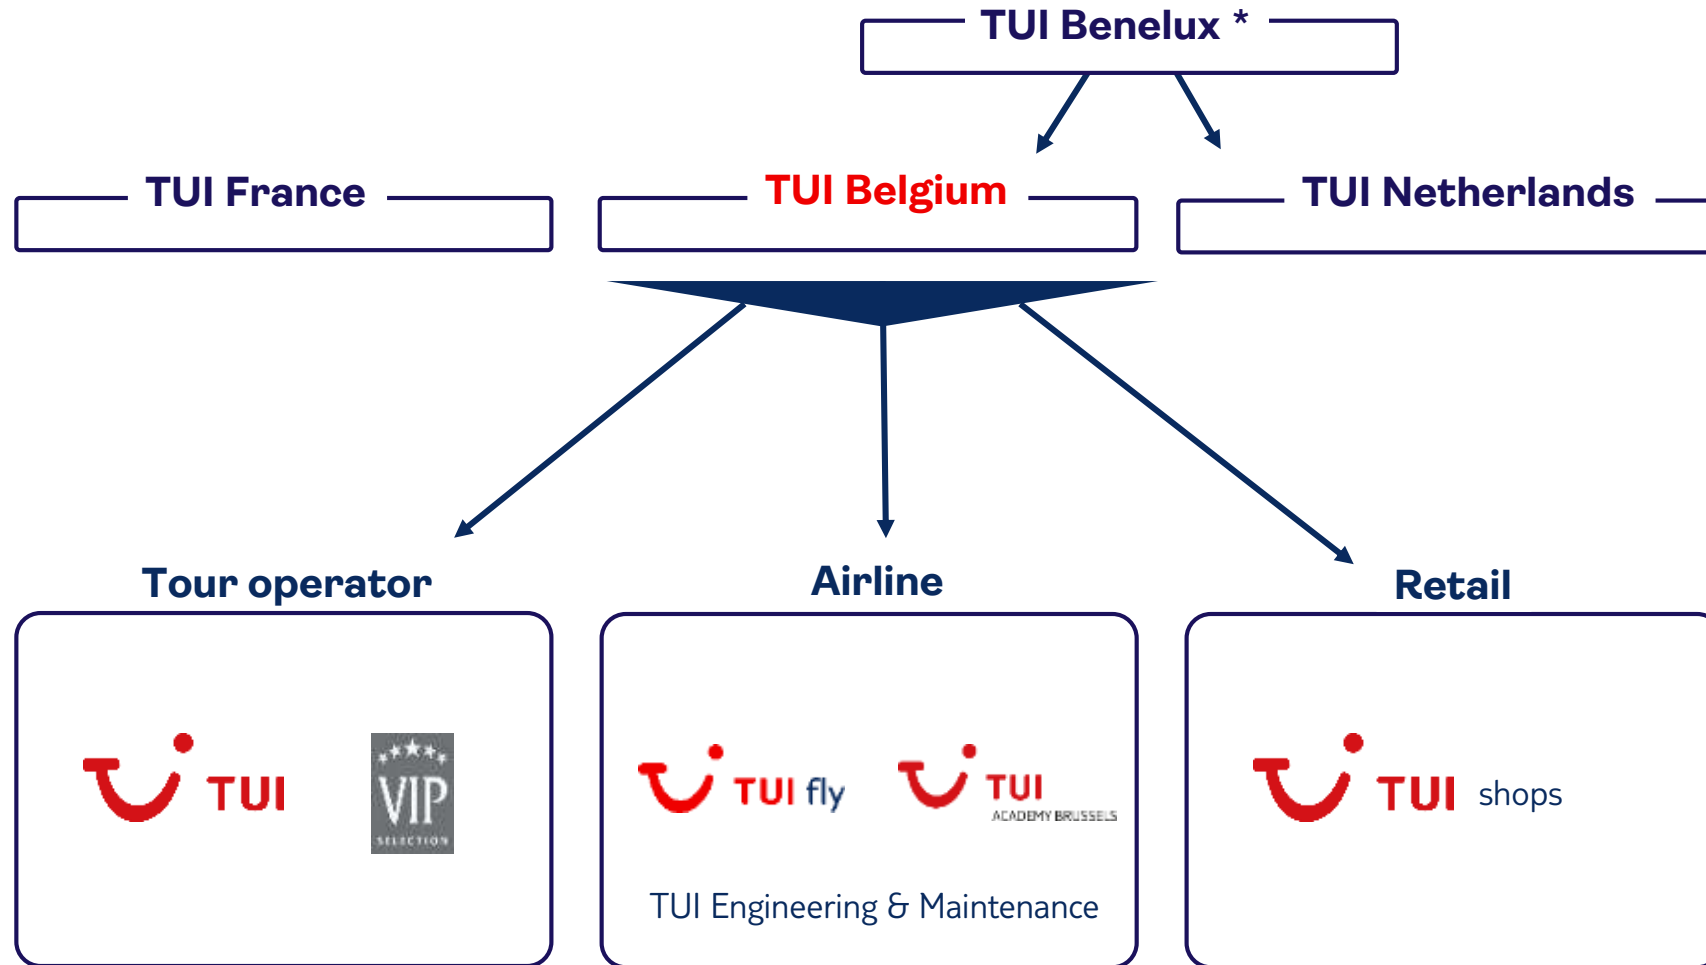 TUI Benelux *
TUI France
TUI Belgium
TUI Netherlands
Tour operator
Airline
Retail
TUI
VIP
SELECTION
TUI fly
TUI
ACADEMY BRUSSELS
TUI shops
TUI Engineering & Maintenance